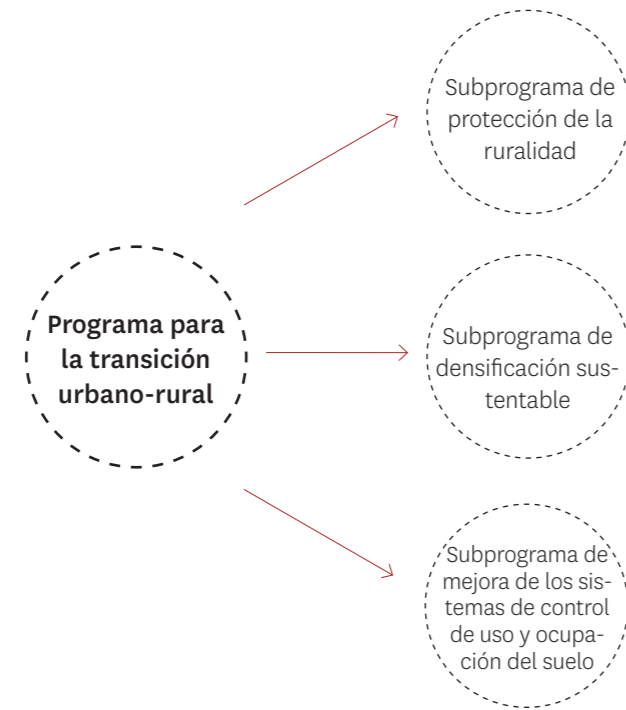 Programa para
la transición
urbano-rural
Subprograma de
protección de la
ruralidad
Subprograma de
densificación sus-
tentable
Subprograma de
mejora de los sis-
temas de control
de uso y ocupa-
ción del suelo